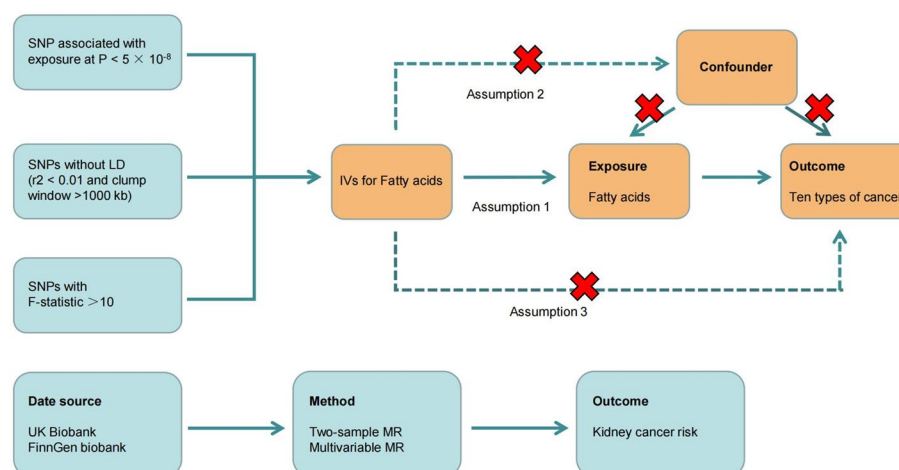 SNP associated with
exposure at P < 5 × 10⁻⁸
SNPs without LD
(r2 < 0.01 and clump
window >1000 kb)
SNPs with
F-statistic >10
IVs for Fatty acids
Assumption 2
Assumption 1
Assumption 3
Confounder
Exposure
Fatty acids
Outcome
Ten types of cancer
Date source
UK Biobank
FinnGen biobank
Method
Two-sample MR
Multivariable MR
Outcome
Kidney cancer risk